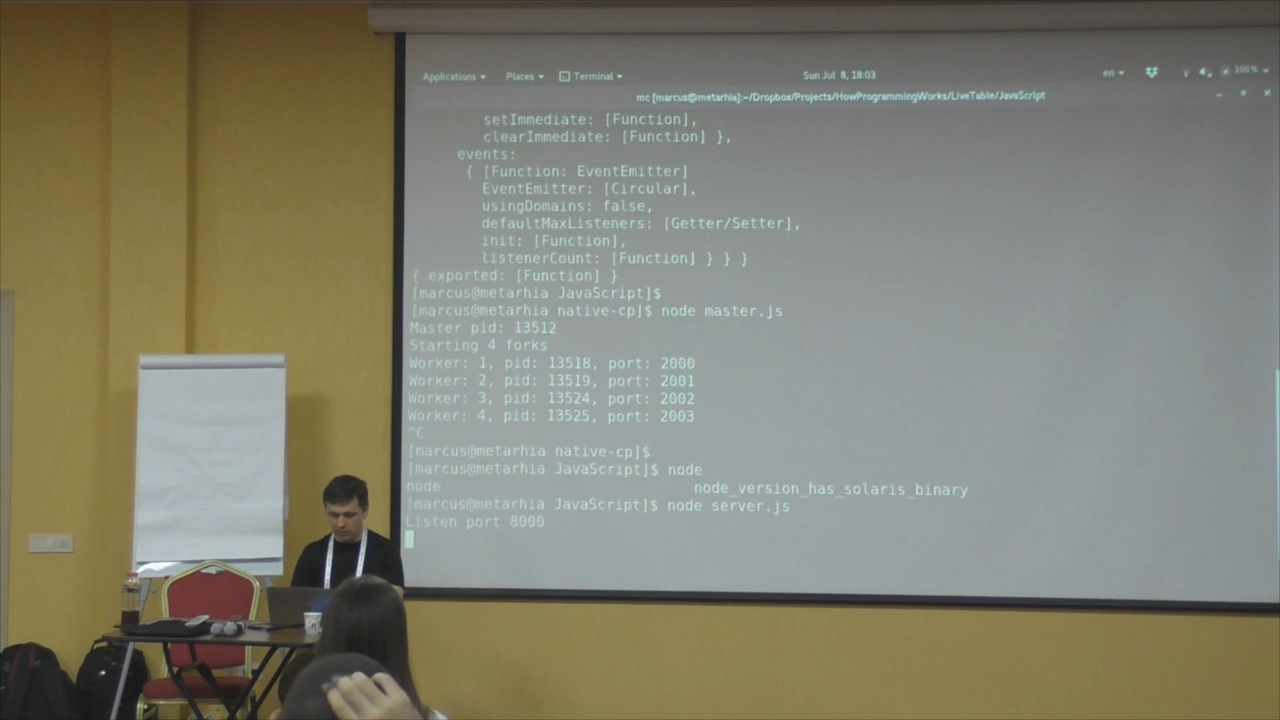 Applications Places Terminal Sun Jul 8, 18:03 en 100%
mc [marcus@metarhia]:~/Dropbox/Projects/HowProgrammingWorks/LiveTable/JavaScript
setImmediate: [Function],
clearImmediate: [Function] },
events:
{ [Function: EventEmitter]
EventEmitter: [Circular],
usingDomains: false,
defaultMaxListeners: [Getter/Setter],
init: [Function],
listenerCount: [Function] } } }
{ exported: [Function] }
[marcus@metarhia JavaScript]$
[marcus@metarhia native-cp]$ node master.js
Master pid: 13512
Starting 4 forks
Worker: 1, pid: 13518, port: 2000
Worker: 2, pid: 13519, port: 2001
Worker: 3, pid: 13524, port: 2002
Worker: 4, pid: 13525, port: 2003
^C
[marcus@metarhia native-cp]$
[marcus@metarhia JavaScript]$ node
node node_version_has_solaris_binary
[marcus@metarhia JavaScript]$ node server.js
Listen port 8000